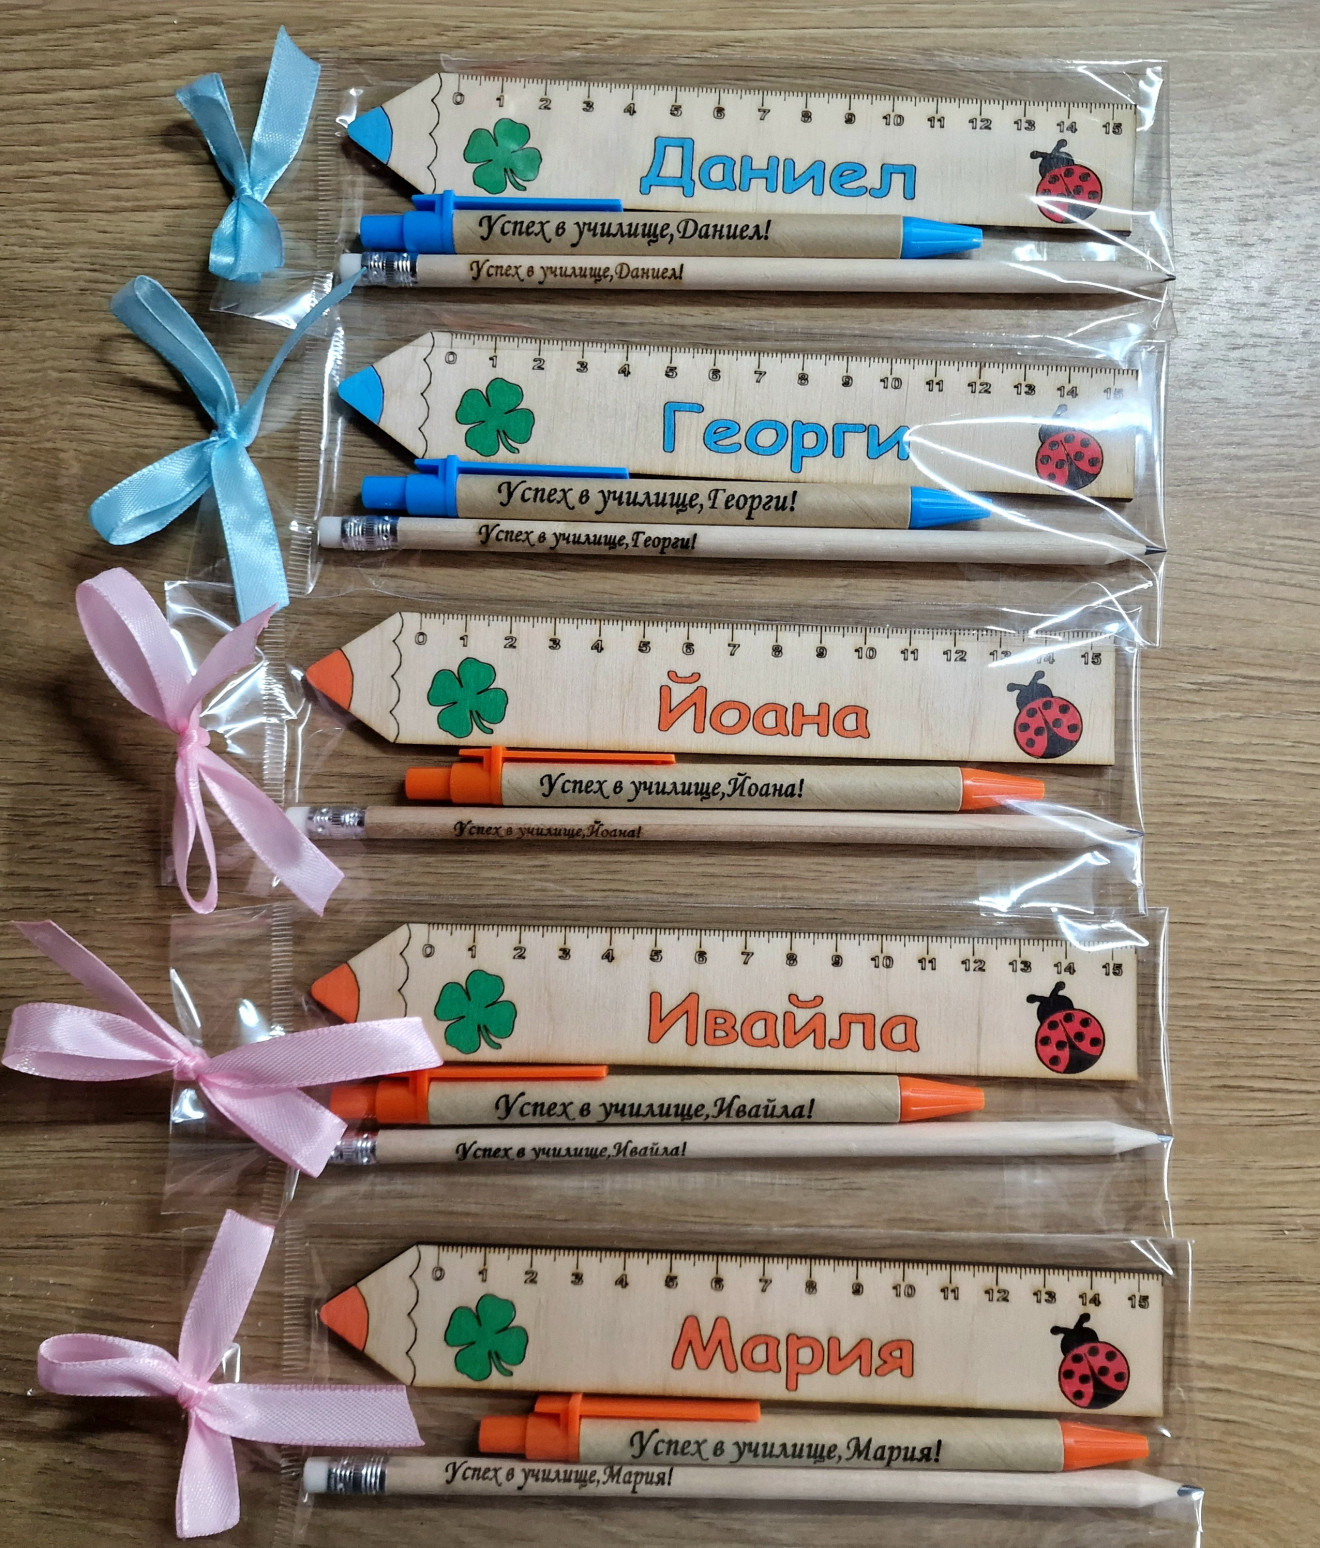 0 1 2 3 4 5 6 7 8 9 10 11 12 13 14 15
Даниел
Успех в училище,Даниел!
Успех в училище,Даниел!
0 1 2 3 4 5 6 7 8 9 10 11 12 13 14 15
Георги
Успех в училище,Георги!
Успех в училище,Георги!
0 1 2 3 4 5 6 7 8 9 10 11 12 13 14 15
Йоана
Успех в училище,Йоана!
Успех в училище,Йоана!
0 1 2 3 4 5 6 7 8 9 10 11 12 13 14 15
Ивайла
Успех в училище,Ивайла!
Успех в училище,Ивайла!
0 1 2 3 4 5 6 7 8 9 10 11 12 13 14 15
Мария
Успех в училище,Мария!
Успех в училище,Мария!